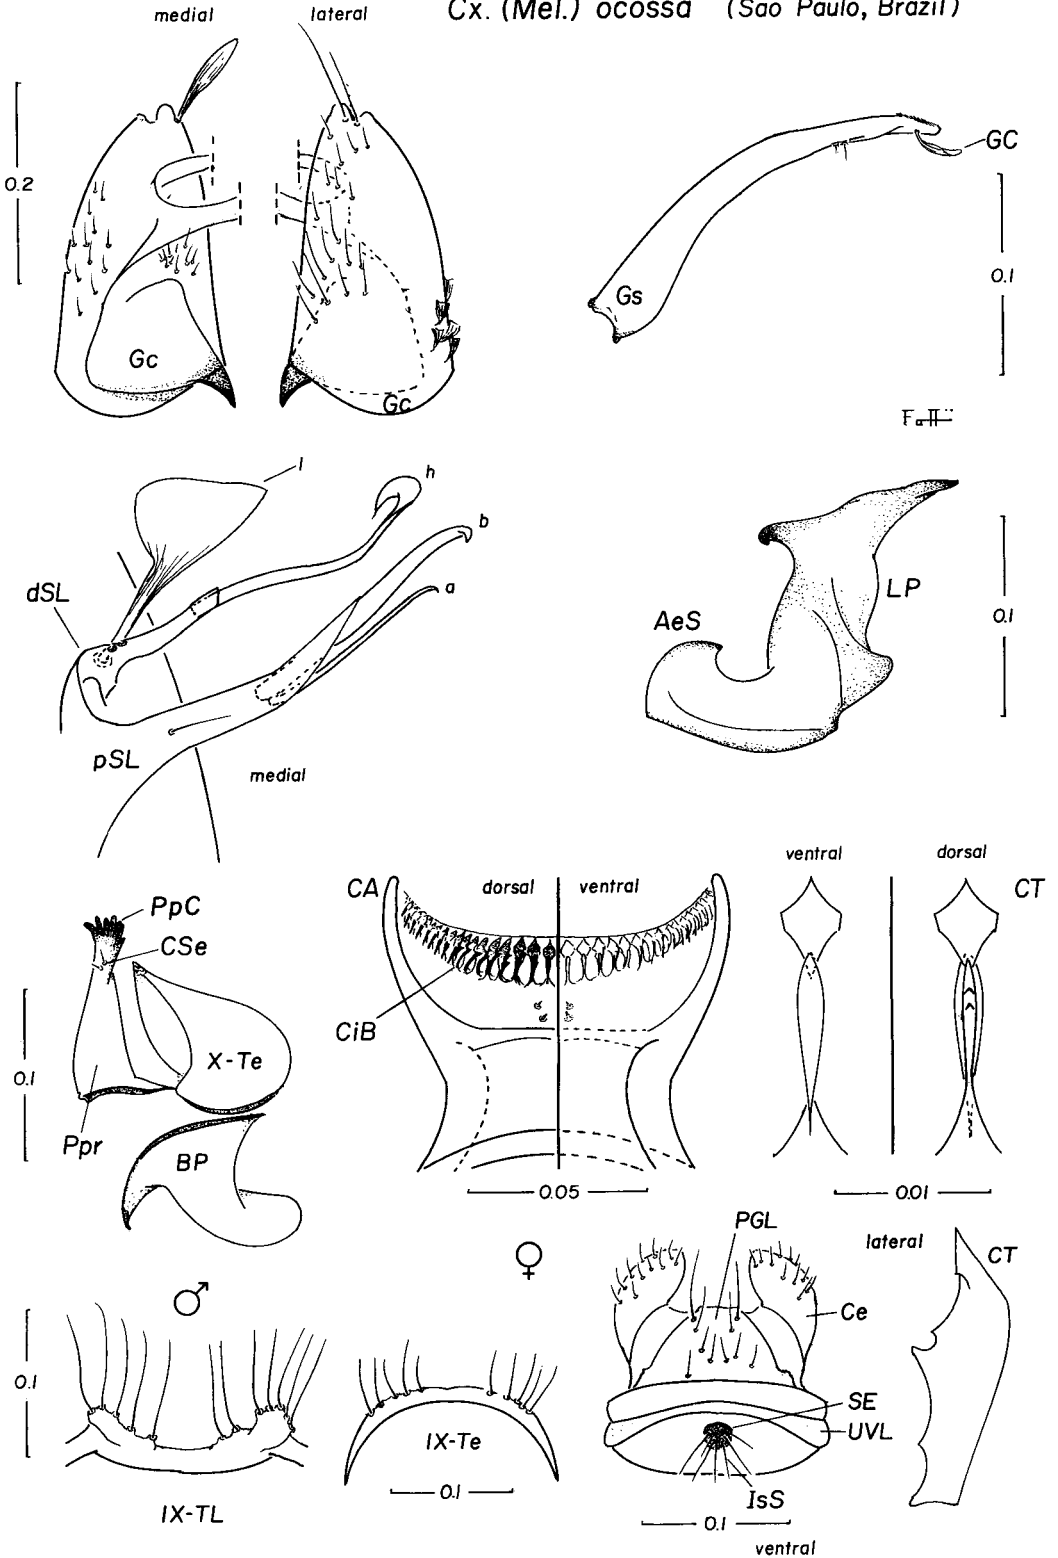 Cx. (Mel.) ocossa (Sao Paulo, Brazil)
medial
lateral
0.2
Gc
Gc
GC
Gs
0.1
l
h
b
a
dSL
pSL
medial
AeS
LP
0.1
PpC
CSe
X-Te
0.1
Ppr
BP
CA
dorsal
ventral
CiB
0.05
ventral
dorsal
CT
0.01
♂
0.1
IX-TL
♀
IX-Te
0.1
PGL
Ce
SE
UVL
IsS
0.1
ventral
lateral
CT